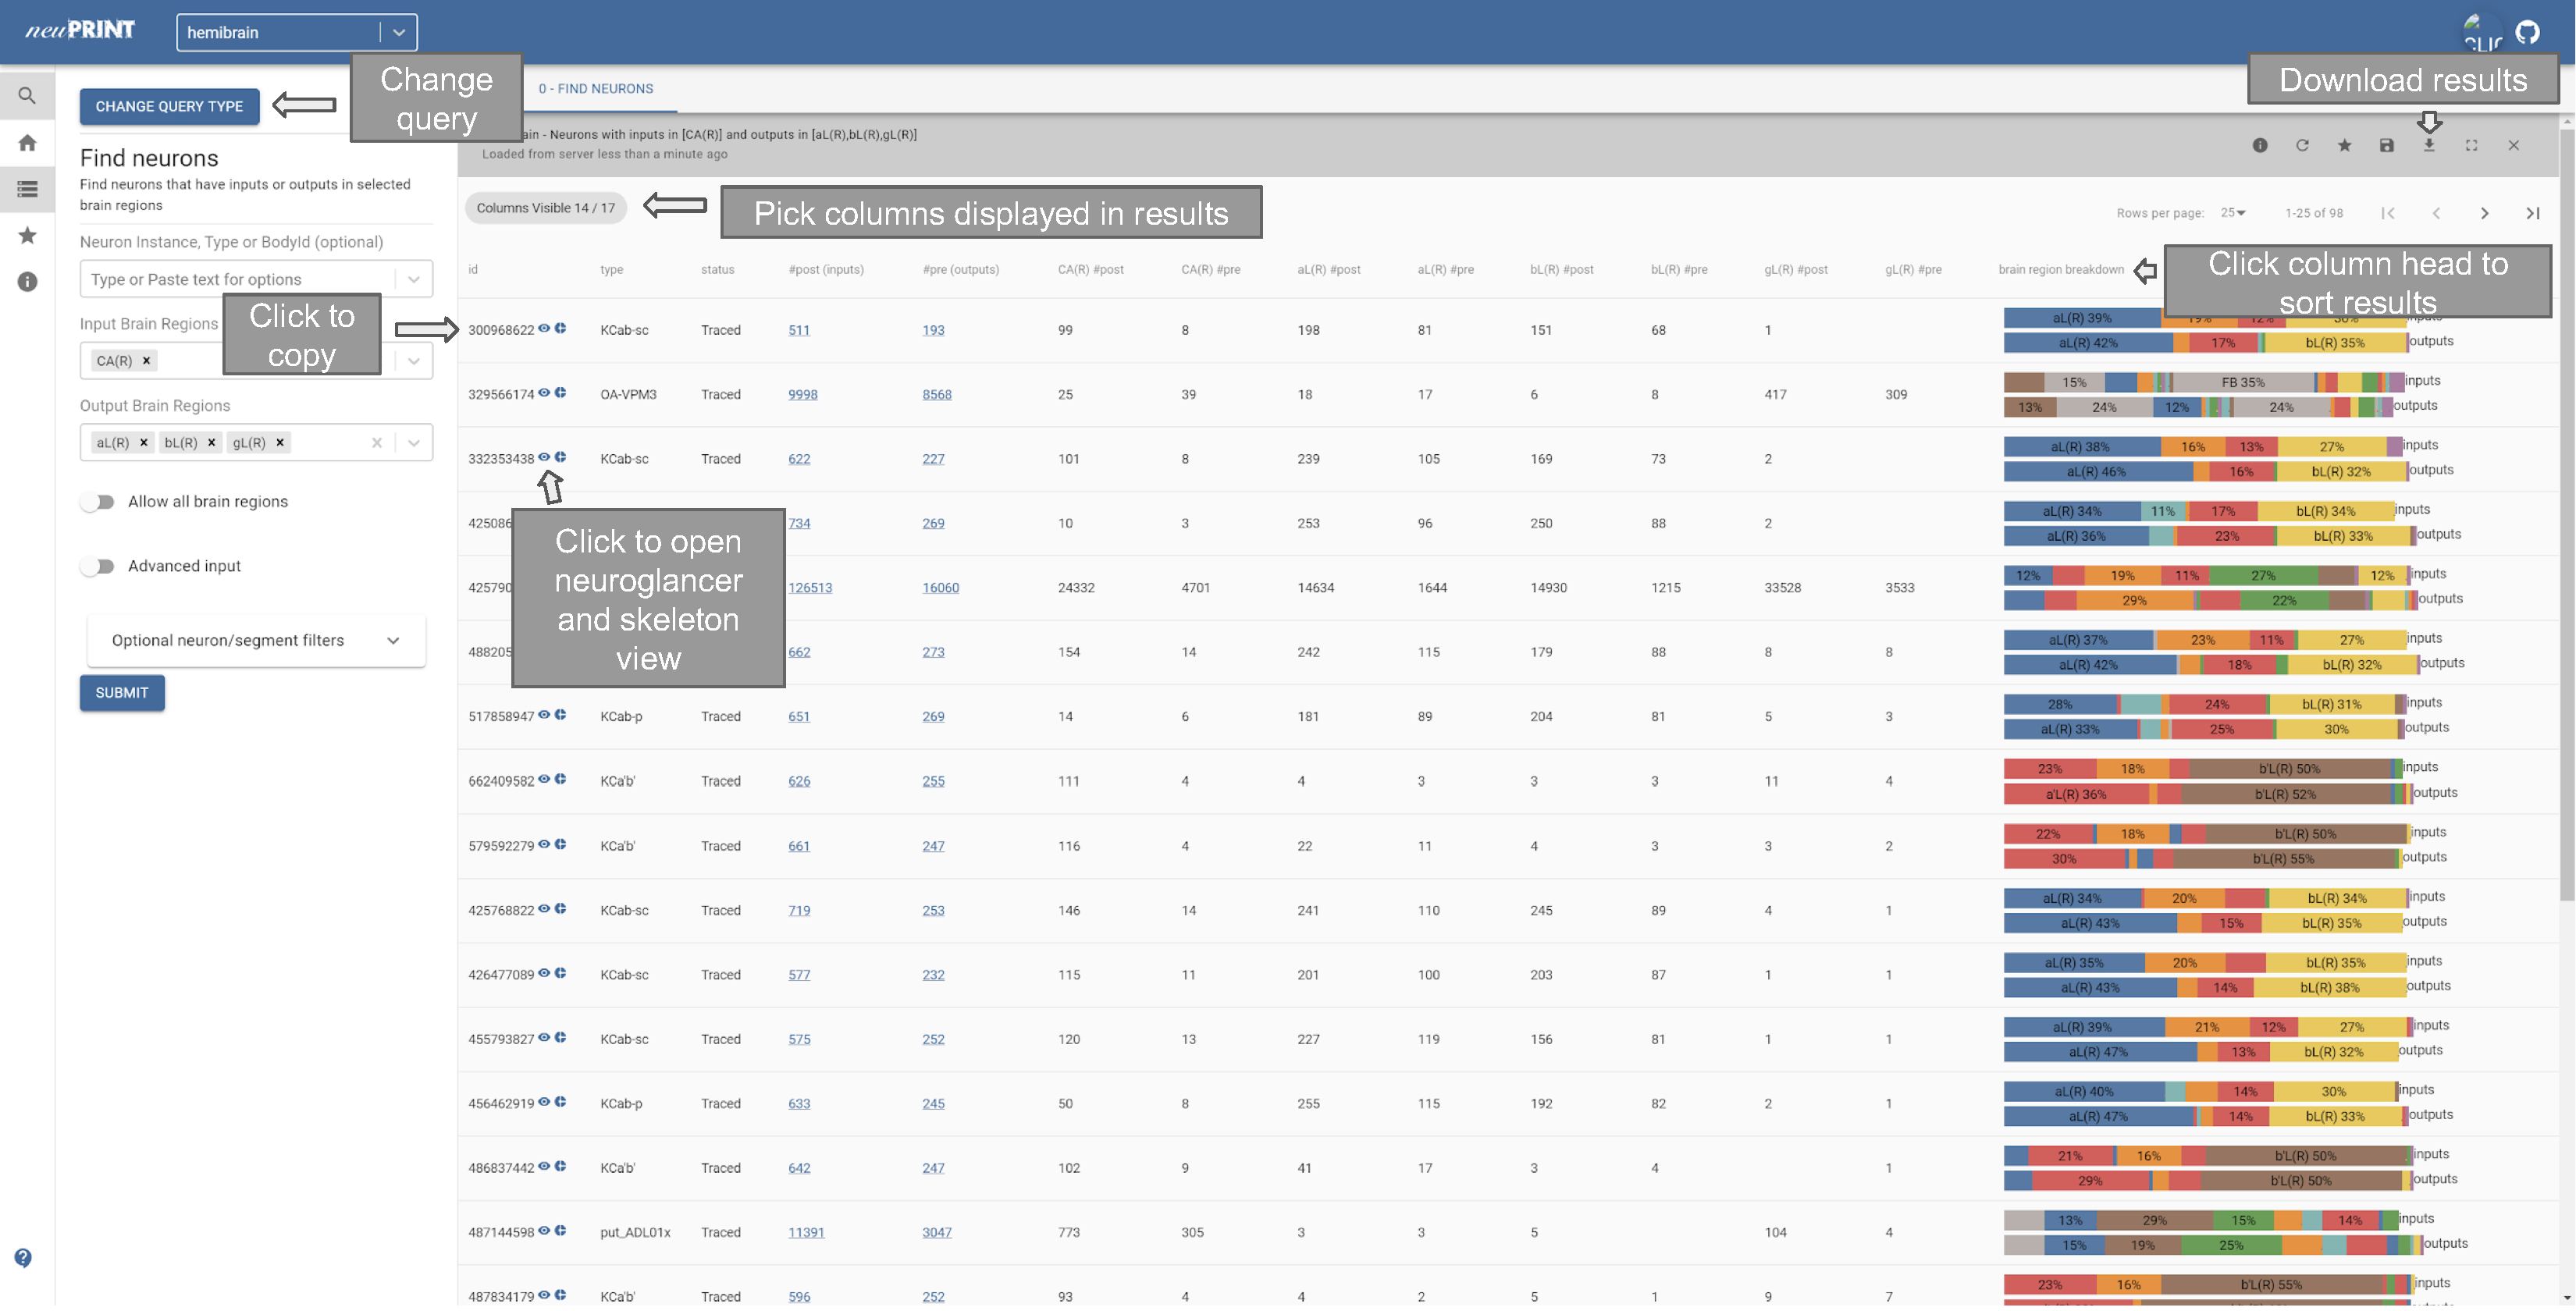 neuPRINT
hemibrain
CHANGE QUERY TYPE
Change
query
0 - FIND NEURONS
Download results
Find neurons
Find neurons that have inputs or outputs in selected
brain regions
Neuron Instance, Type or BodyId (optional)
Type or Paste text for options
Input Brain Regions
Click to
copy
CA(R) ×
Output Brain Regions
aL(R) × bL(R) × gL(R) ×
Allow all brain regions
Advanced input
Optional neuron/segment filters
SUBMIT
ain - Neurons with inputs in [CA(R)] and outputs in [aL(R),bL(R),gL(R)]
Loaded from server less than a minute ago
Columns Visible 14 / 17
Pick columns displayed in results
Rows per page: 25 1-25 of 98
id type status #post (inputs) #pre (outputs) CA(R) #post CA(R) #pre aL(R) #post aL(R) #pre bL(R) #post bL(R) #pre gL(R) #post gL(R) #pre brain region breakdown
Click column head to
sort results
300968622 KCab-sc Traced 511 193 99 8 198 81 151 68 1
aL(R) 39% 19% 12% 30% inputs
aL(R) 42% 17% bL(R) 35% outputs
329566174 OA-VPM3 Traced 9998 8568 25 39 18 17 6 8 417 309
15% FB 35% inputs
13% 24% 12% 24% outputs
332353438 KCab-sc Traced 622 227 101 8 239 105 169 73 2
aL(R) 38% 16% 13% 27% inputs
aL(R) 46% 16% bL(R) 32% outputs
Click to open
neuroglancer
and skeleton
view
425086 734 269 10 3 253 96 250 88 2
aL(R) 34% 11% 17% bL(R) 34% inputs
aL(R) 36% 23% bL(R) 33% outputs
425790 126513 16060 24332 4701 14634 1644 14930 1215 33528 3533
12% 19% 11% 27% 12% inputs
29% 22% outputs
488205 662 273 154 14 242 115 179 88 8 8
aL(R) 37% 23% 11% 27% inputs
aL(R) 42% 18% bL(R) 32% outputs
517858947 KCab-p Traced 651 269 14 6 181 89 204 81 5 3
28% 24% bL(R) 31% inputs
aL(R) 33% 25% 30% outputs
662409582 KCa'b' Traced 626 255 111 4 4 3 3 3 11 4
23% 18% b'L(R) 50% inputs
a'L(R) 36% b'L(R) 52% outputs
579592279 KCa'b' Traced 661 247 116 4 22 11 4 3 3 2
22% 18% b'L(R) 50% inputs
30% b'L(R) 55% outputs
425768822 KCab-sc Traced 719 253 146 14 241 110 245 89 4 1
aL(R) 34% 20% bL(R) 34% inputs
aL(R) 43% 15% bL(R) 35% outputs
426477089 KCab-sc Traced 577 232 115 11 201 100 203 87 1 1
aL(R) 35% 20% bL(R) 35% inputs
aL(R) 43% 14% bL(R) 38% outputs
455793827 KCab-sc Traced 575 252 120 13 227 119 156 81 1 1
aL(R) 39% 21% 12% 27% inputs
aL(R) 47% 13% bL(R) 32% outputs
456462919 KCab-p Traced 633 245 50 8 255 115 192 82 2 1
aL(R) 40% 14% 30% inputs
aL(R) 47% 14% bL(R) 33% outputs
486837442 KCa'b' Traced 642 247 102 9 41 17 3 4 1
21% 16% b'L(R) 50% inputs
29% b'L(R) 50% outputs
487144598 put_ADL01x Traced 11391 3047 773 305 3 3 5 104 4
13% 29% 15% 14% inputs
15% 19% 25% outputs
487834179 KCa'b' Traced 596 252 93 4 4 2 5 1 9 7
23% 16% b'L(R) 55% inputs